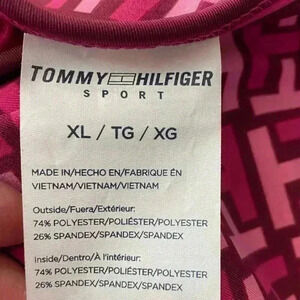 TOMMY HILFIGER
SPORT
XL / TG / XG
MADE IN/HECHO EN/FABRIQUE ÉN
VIETNAM/VIETNAM/VIETNAM
Outside/Fuera/Extérieur:
74% POLYESTER/POLIÉSTER/POLYESTER
26% SPANDEX/SPANDEX/SPANDEX
Inside/Dentro/À l'intérieur:
74% POLYESTER/POLIÉSTER/POLYESTER
26% SPANDEX/SPANDEX/SPANDEX